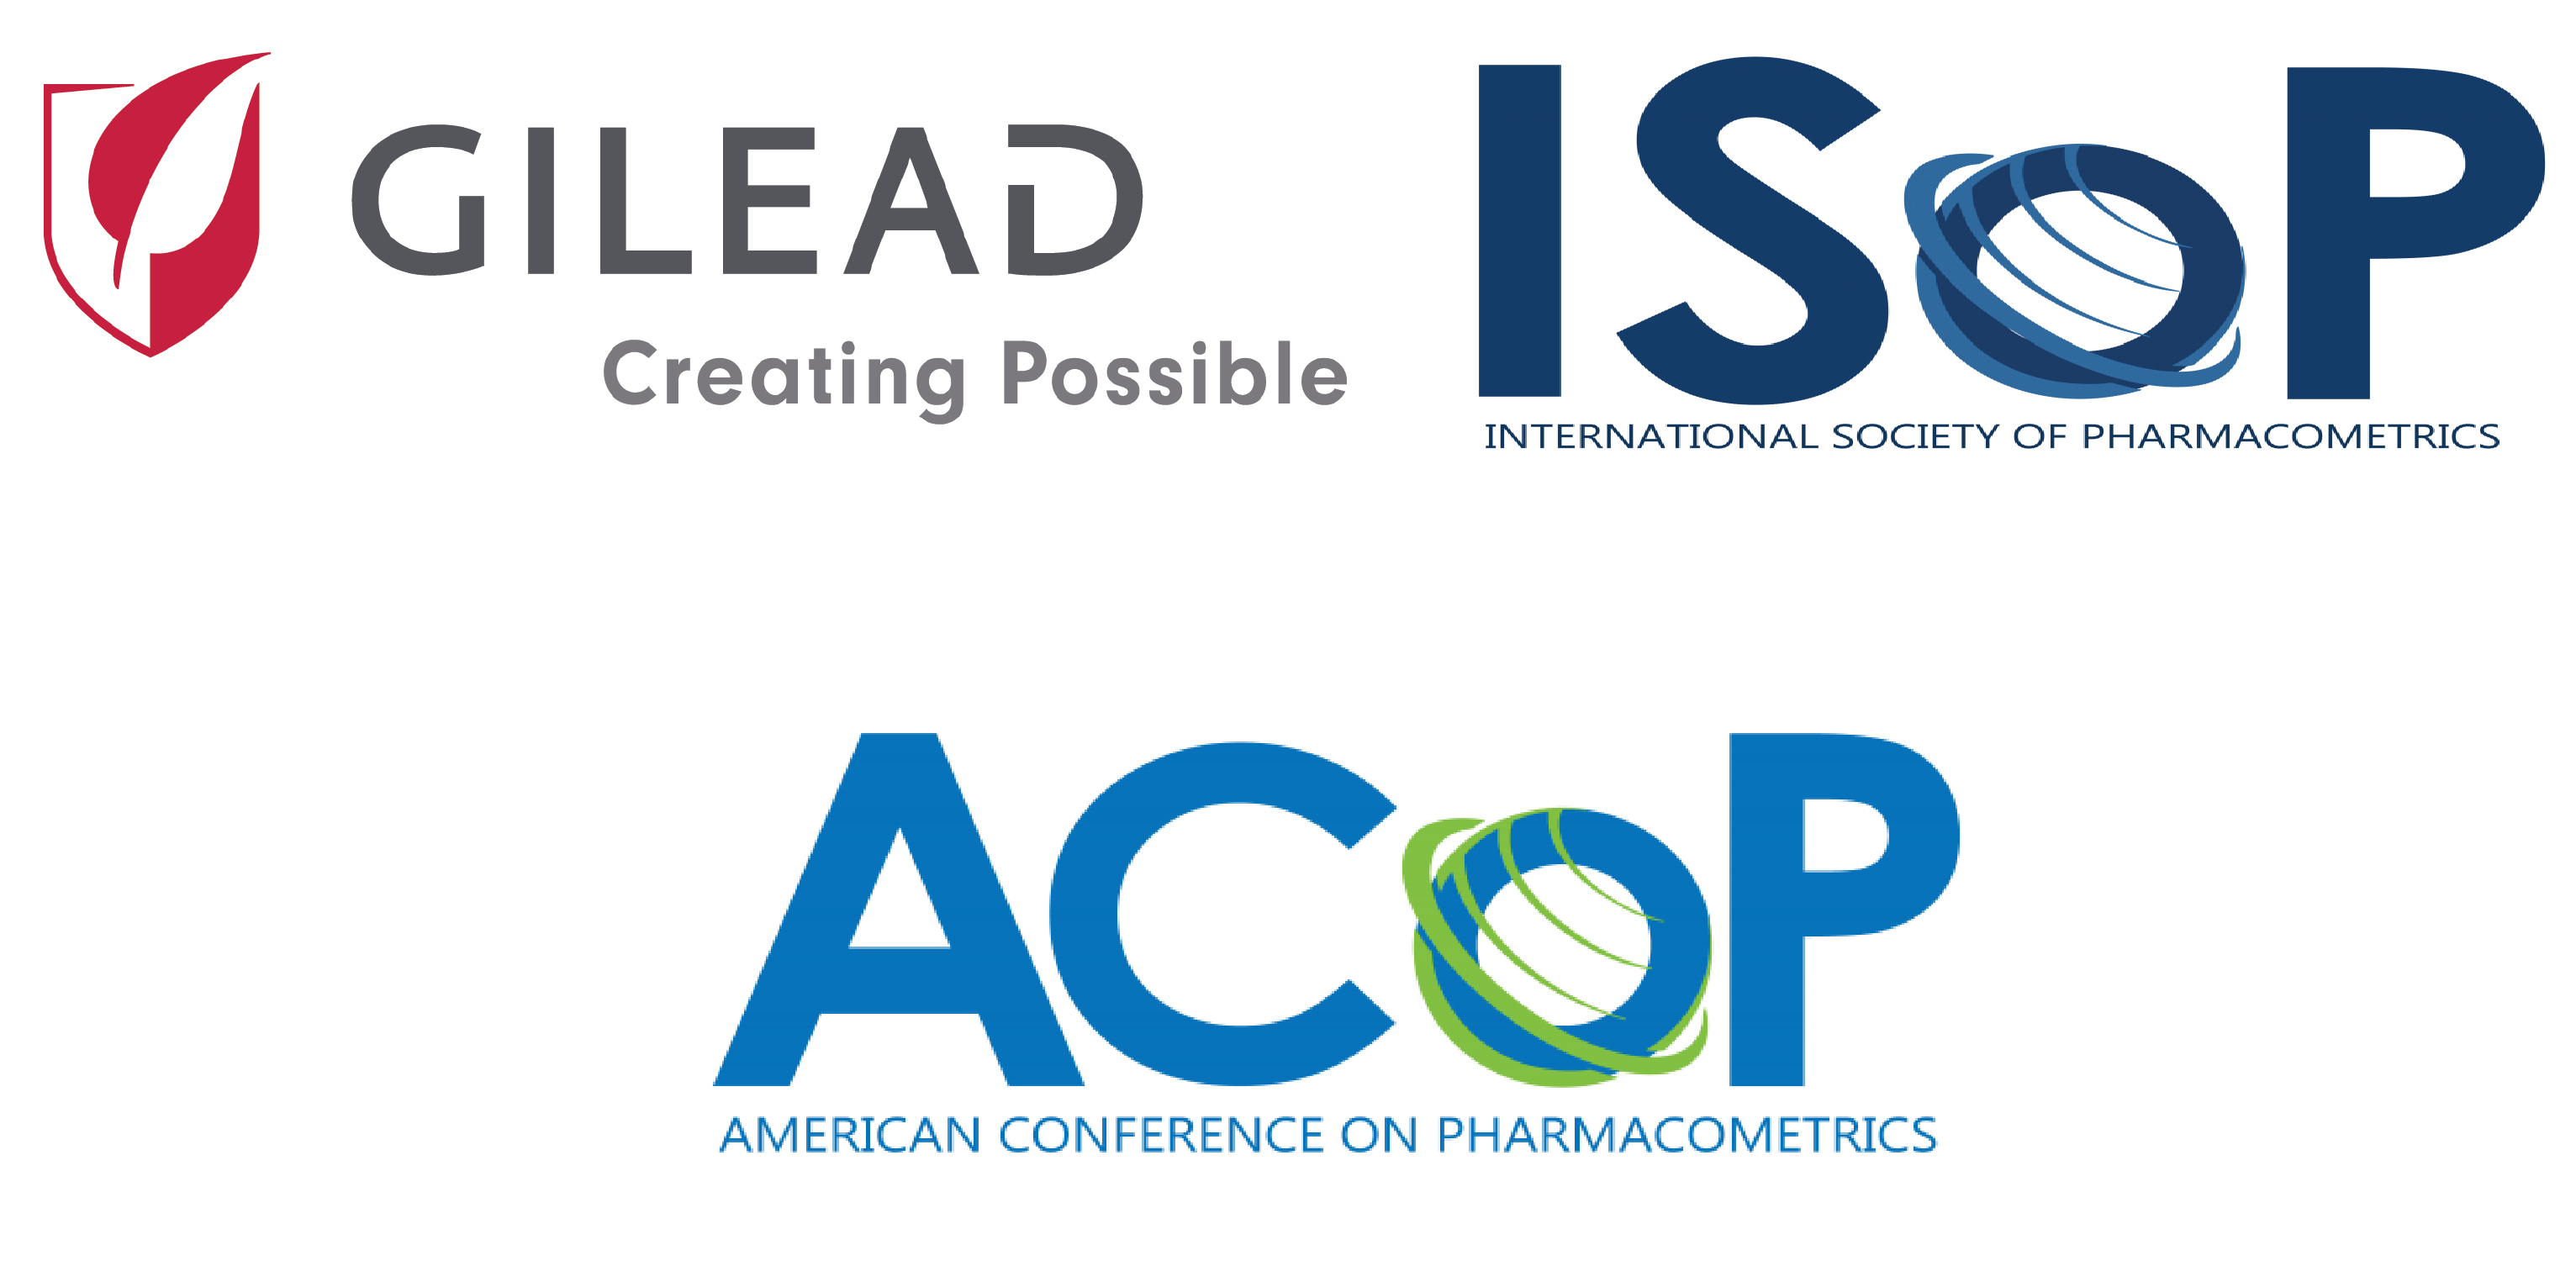 GILEAD
Creating Possible
ISoP
INTERNATIONAL SOCIETY OF PHARMACOMETRICS
ACoP
AMERICAN CONFERENCE ON PHARMACOMETRICS